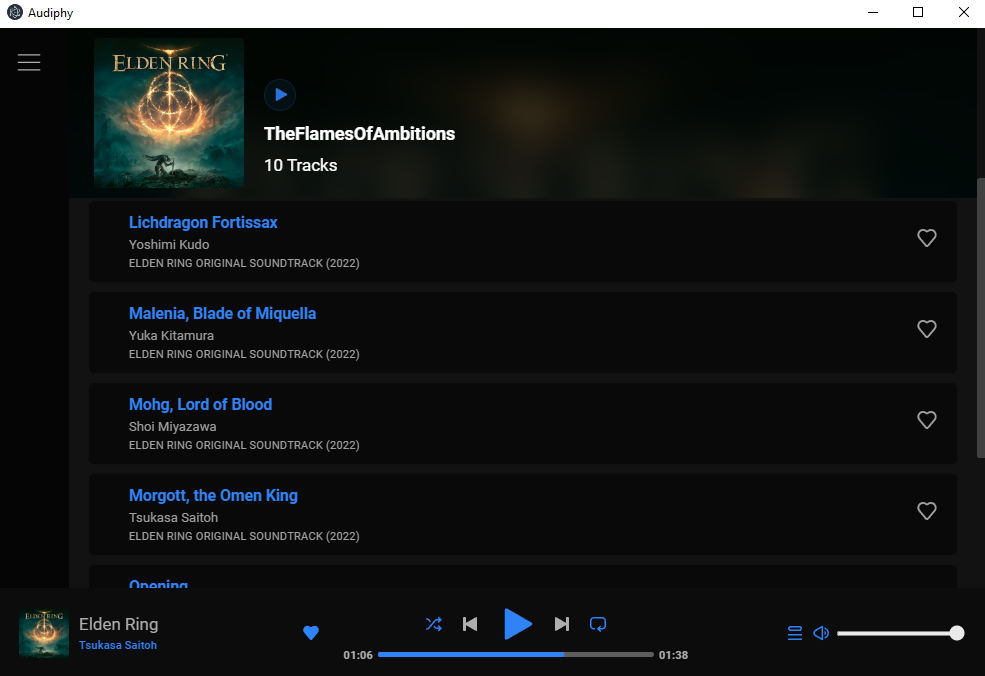 Audiphy
ELDEN RING
TheFlamesOfAmbitions
10 Tracks
Lichdragon Fortissax
Yoshimi Kudo
ELDEN RING ORIGINAL SOUNDTRACK (2022)
Malenia, Blade of Miquella
Yuka Kitamura
ELDEN RING ORIGINAL SOUNDTRACK (2022)
Mohg, Lord of Blood
Shoi Miyazawa
ELDEN RING ORIGINAL SOUNDTRACK (2022)
Morgott, the Omen King
Tsukasa Saitoh
ELDEN RING ORIGINAL SOUNDTRACK (2022)
Opening
ELDEN RING
Elden Ring
Tsukasa Saitoh
01:06
01:38